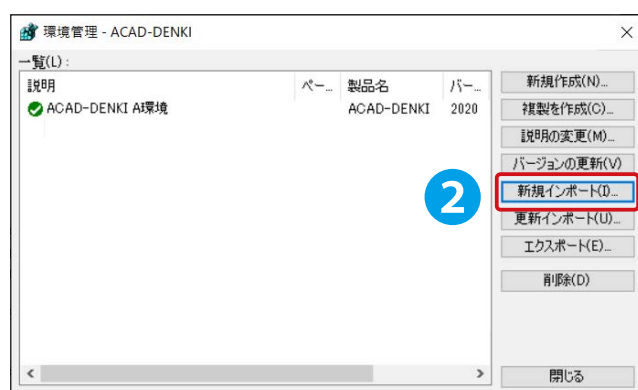 環境管理 - ACAD-DENKI
一覧(L) :
説明 ペー... 製品名 バー...
ACAD-DENKI A環境 ACAD-DENKI 2020
新規作成(N)...
複製を作成(C)...
説明の変更(M)...
バージョンの更新(V)
2
新規インポート(I)...
更新インポート(U)...
エクスポート(E)...
削除(D)
閉じる